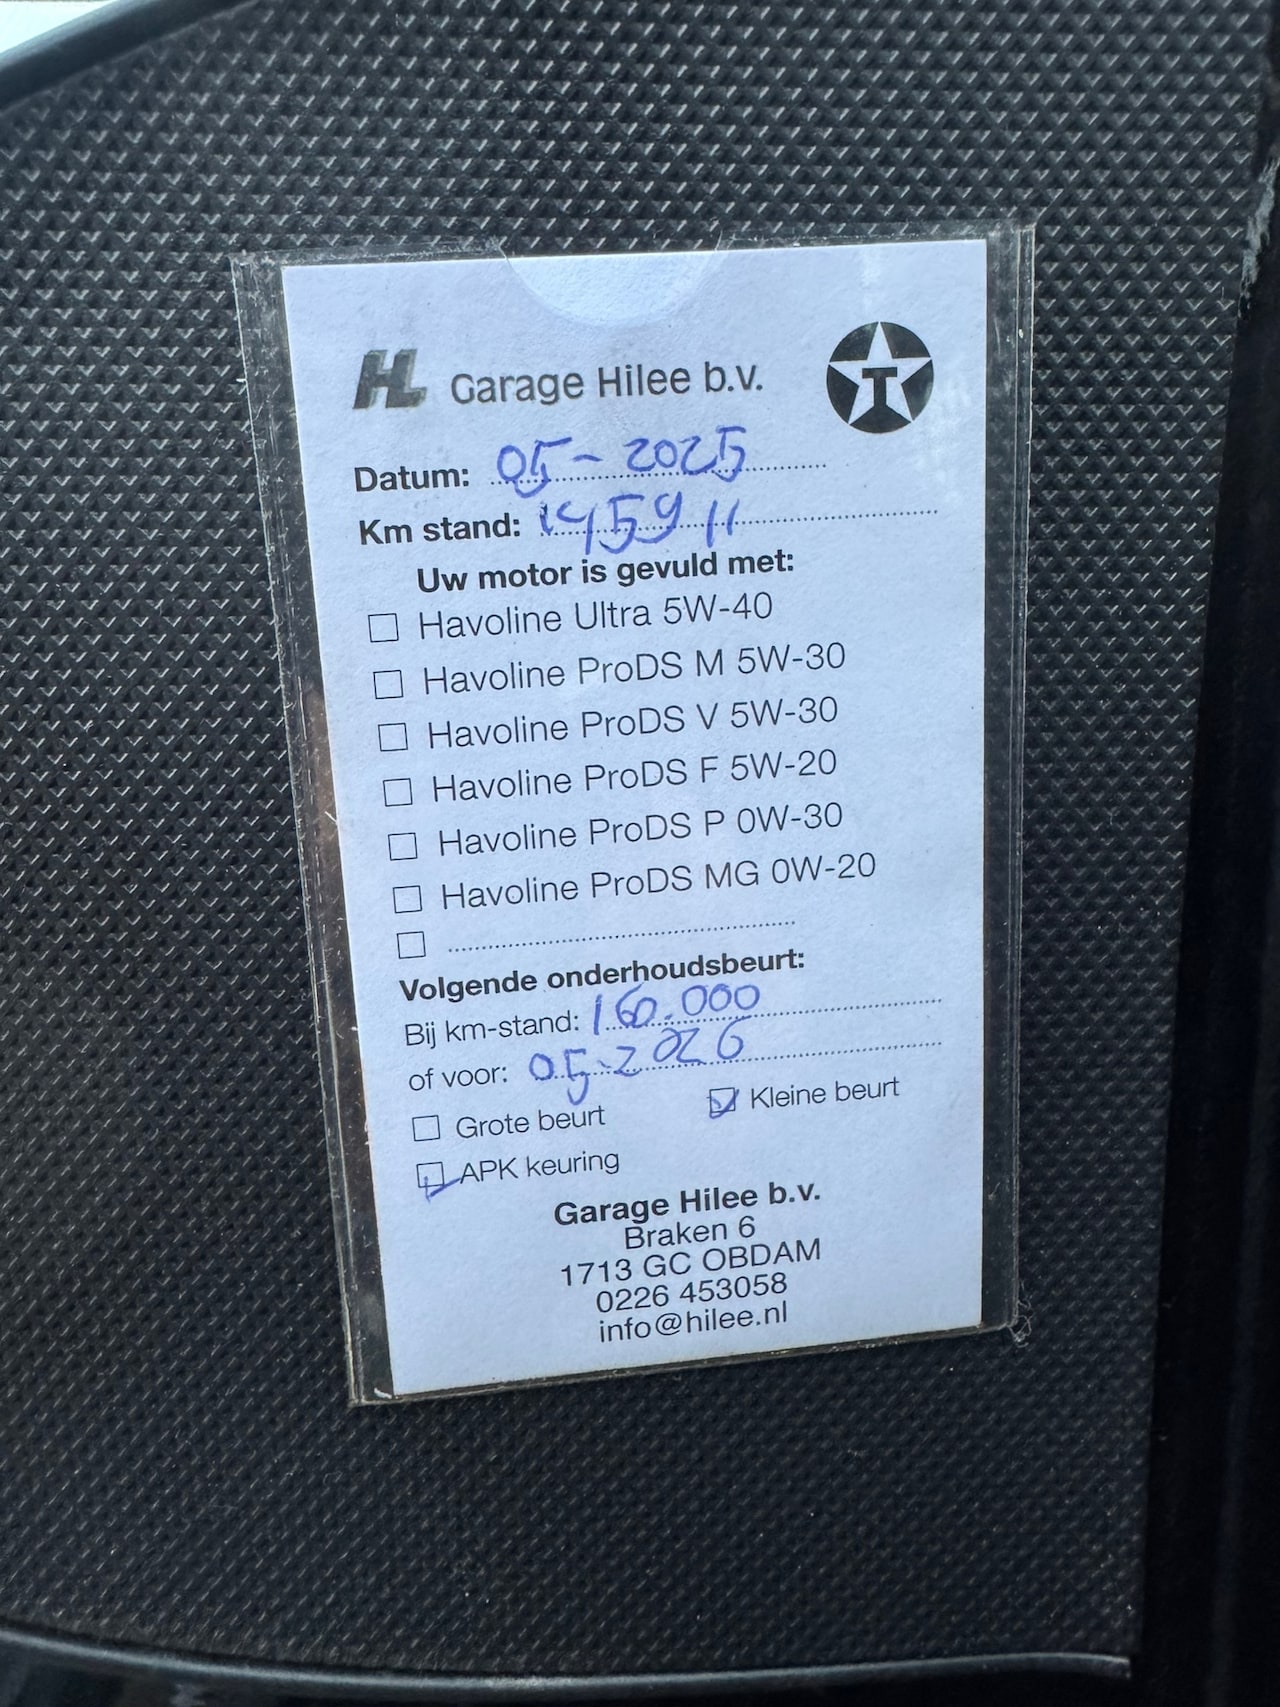 HL Garage Hilee b.v. T
Datum: 05-2025
Km stand: 145911
Uw motor is gevuld met:
☐ Havoline Ultra 5W-40
☐ Havoline ProDS M 5W-30
☐ Havoline ProDS V 5W-30
☐ Havoline ProDS F 5W-20
☐ Havoline ProDS P 0W-30
☐ Havoline ProDS MG 0W-20
☐
Volgende onderhoudsbeurt:
Bij km-stand: 160.000
of voor: 05-2026
☐ Grote beurt ☑ Kleine beurt
☑ APK keuring
Garage Hilee b.v.
Braken 6
1713 GC OBDAM
0226 453058
info@hilee.nl